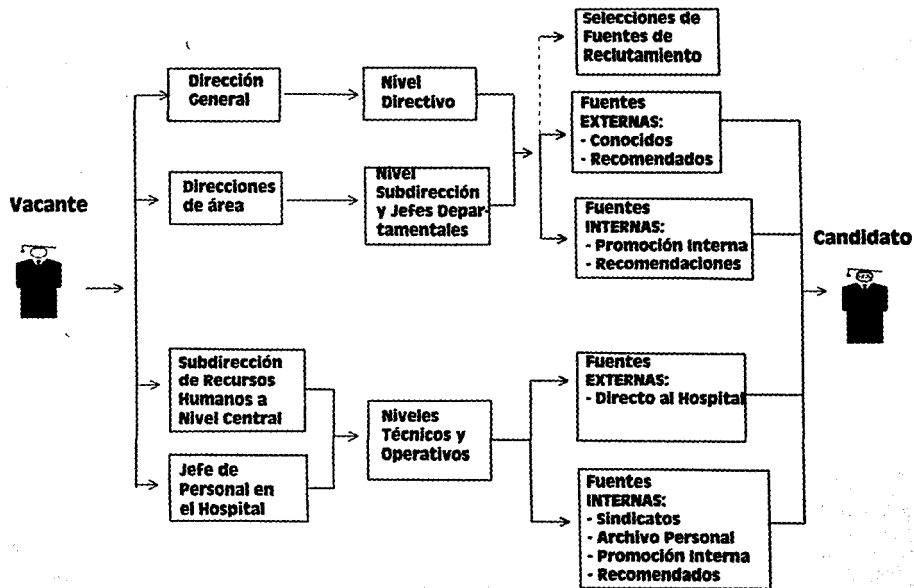 Vacante
Dirección
General
Direcciones
de área
Subdirección
de Recursos
Humanos a
Nivel Central
Jefe de
Personal en
el Hospital
Nivel
Directivo
Nivel
Subdirección
y Jefes Depar-
tamentales
Niveles
Técnicos y
Operativos
Selecciones de
Fuentes de
Reclutamiento
Fuentes
EXTERNAS:
- Conocidos
- Recomendados
Fuentes
INTERNAS:
- Promoción Interna
- Recomendaciones
Fuentes
EXTERNAS:
- Directo al Hospital
Fuentes
INTERNAS:
- Sindicatos
- Archivo Personal
- Promoción Interna
- Recomendados
Candidato